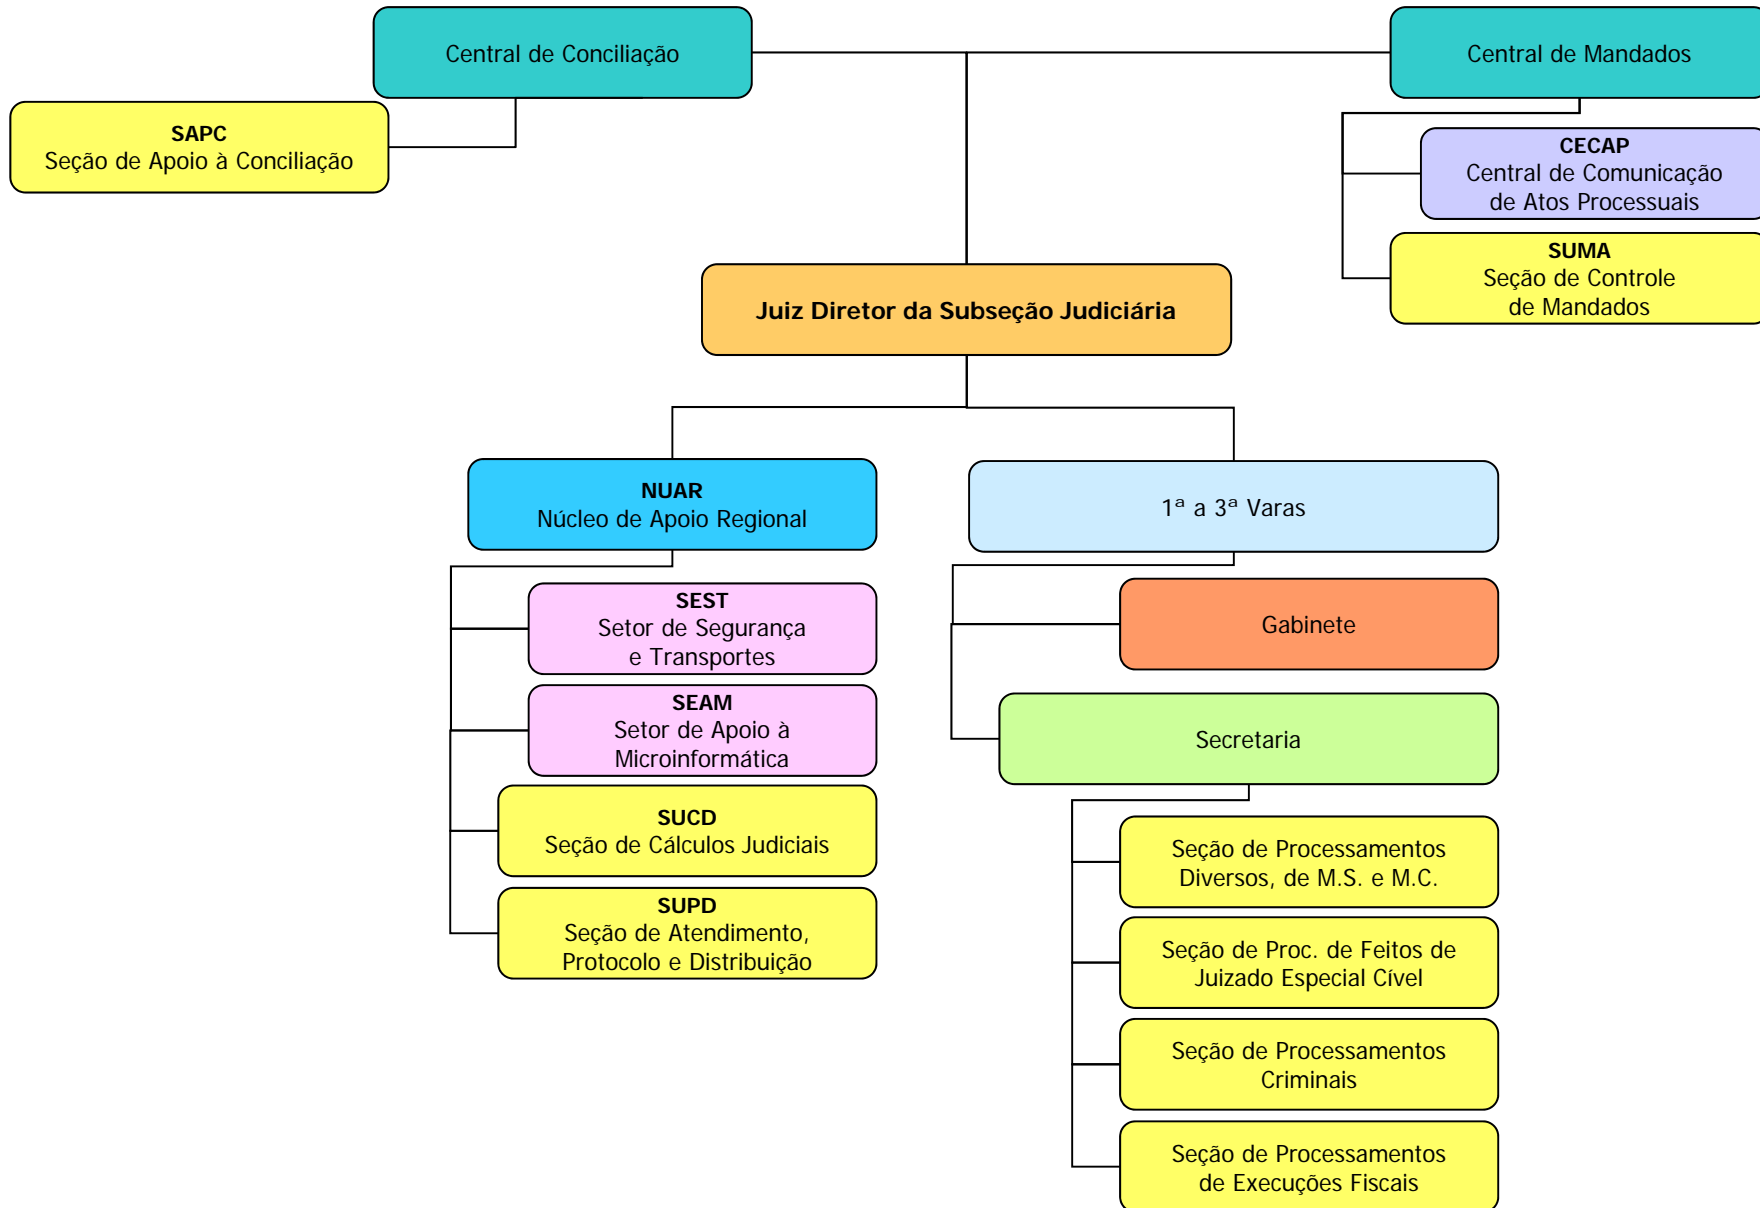 Central de Conciliação
Central de Mandados
SAPC
Seção de Apoio à Conciliação
CECAP
Central de Comunicação
de Atos Processuais
SUMA
Seção de Controle
de Mandados
Juiz Diretor da Subseção Judiciária
NUAR
Núcleo de Apoio Regional
SEST
Setor de Segurança
e Transportes
SEAM
Setor de Apoio à
Microinformática
SUCD
Seção de Cálculos Judiciais
SUPD
Seção de Atendimento,
Protocolo e Distribuição
1ª a 3ª Varas
Gabinete
Secretaria
Seção de Processamentos
Diversos, de M.S. e M.C.
Seção de Proc. de Feitos de
Juizado Especial Cível
Seção de Processamentos
Criminais
Seção de Processamentos
de Execuções Fiscais